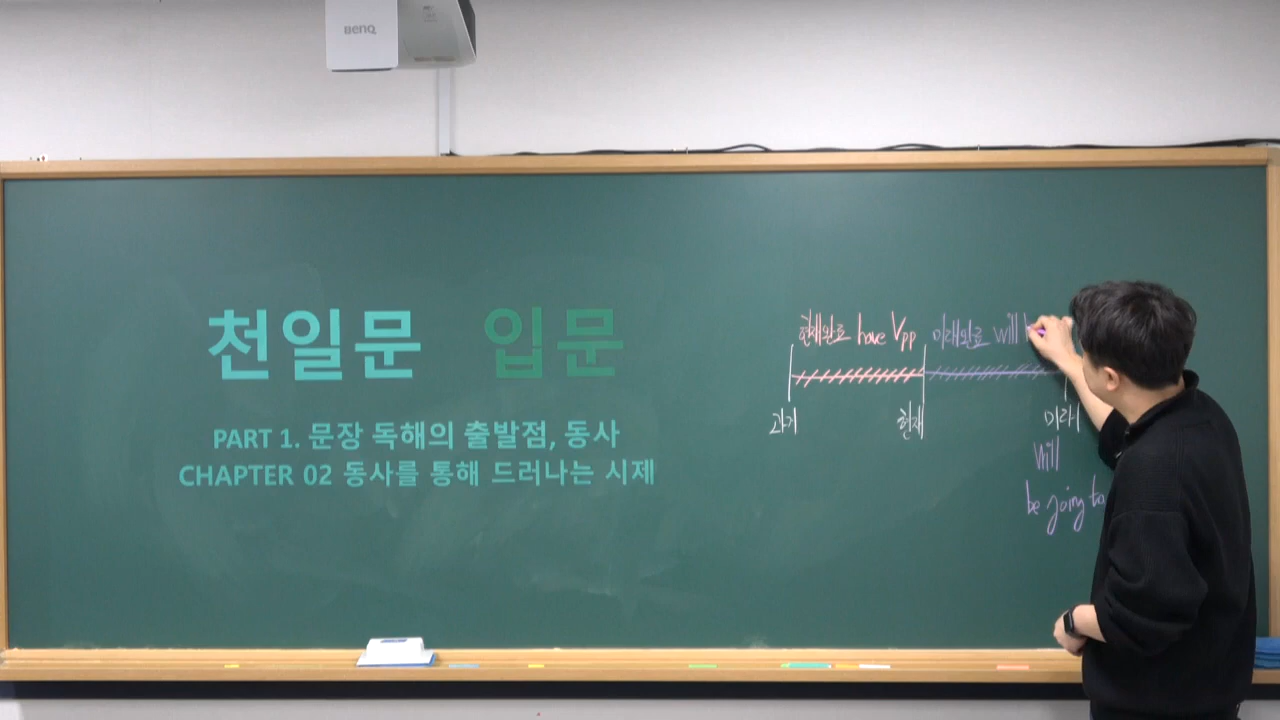 BenQ
천일문 입문
PART 1. 문장 독해의 출발점, 동사
CHAPTER 02 동사를 통해 드러나는 시제
현재완료 have Vpp 미래완료 will
과거 현재 미래
will
be going to